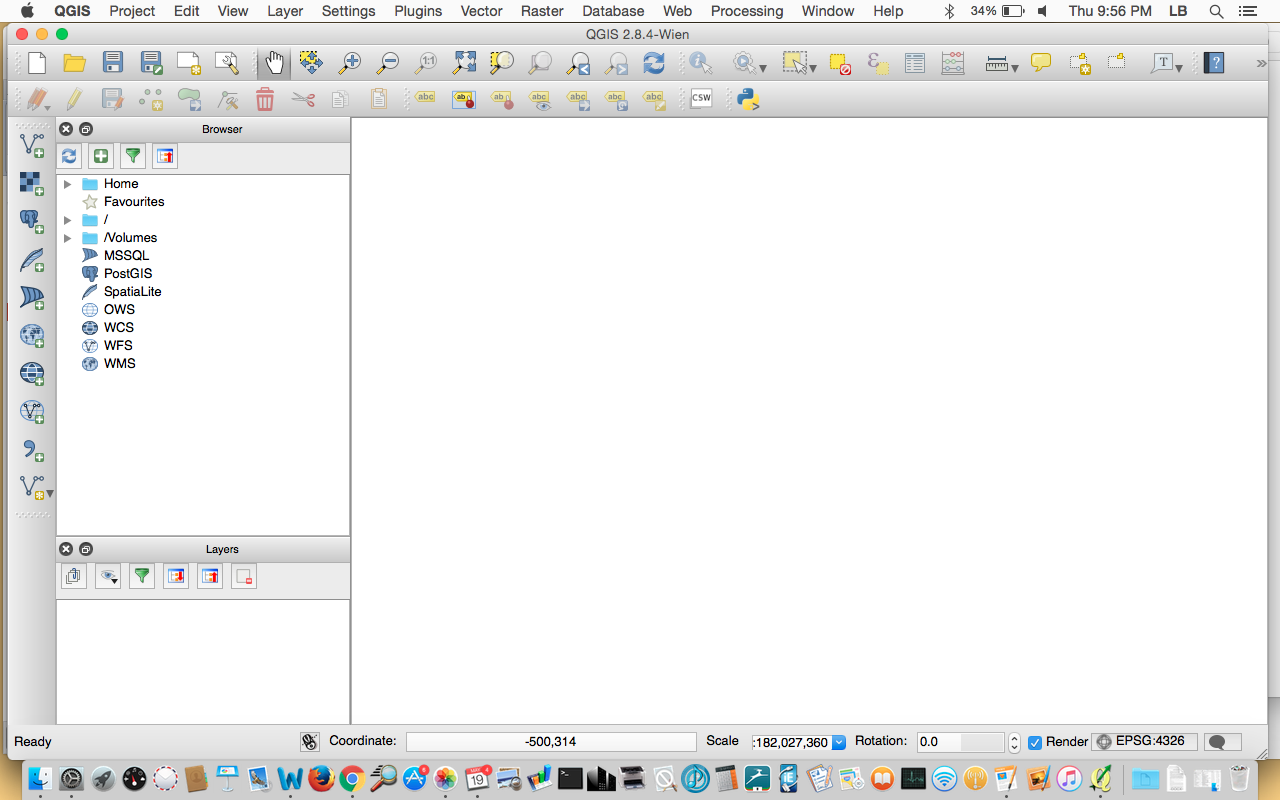 QGIS Project Edit View Layer Settings Plugins Vector Raster Database Web Processing Window Help 34% Thu 9:56 PM LB
QGIS 2.8.4-Wien
1:1 ε T ?
abc ab abc abc abc abc abc CSW
Browser
Home
Favourites
/
/Volumes
MSSQL
PostGIS
SpatiaLite
OWS
WCS
WFS
WMS
Layers
Ready Coordinate: -500,314 Scale :182,027,360 Rotation: 0.0 Render EPSG:4326
19